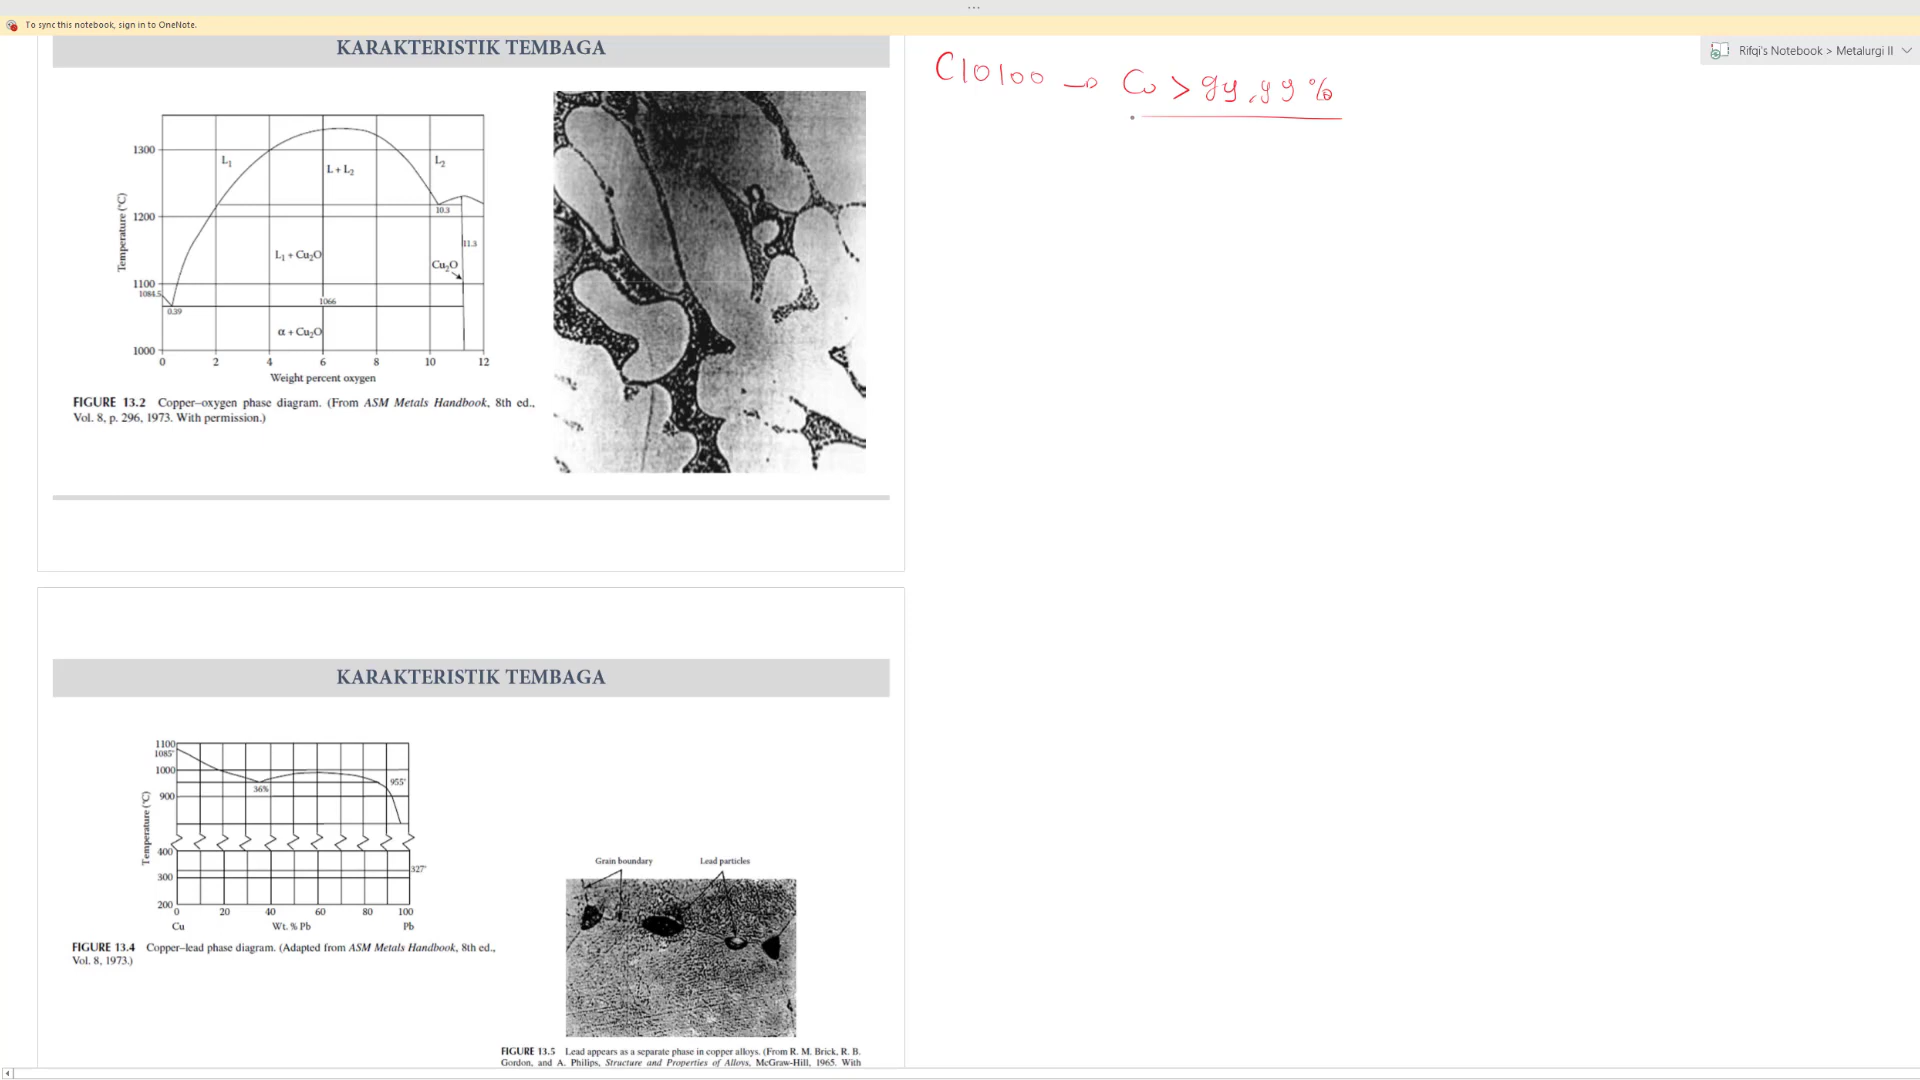 ...
To sync this notebook, sign in to OneNote.
Rifqi's Notebook > Metalurgi II
KARAKTERISTIK TEMBAGA
C10100 → Cu > 99,99 %
1300
1200
1100
1084.5
1000
Temperature (°C)
L1
L + L2
L2
10.3
11.3
L1 + Cu2O
Cu2O
1066
0.39
α + Cu2O
0 2 4 6 8 10 12
Weight percent oxygen
FIGURE 13.2 Copper–oxygen phase diagram. (From ASM Metals Handbook, 8th ed.,
Vol. 8, p. 296, 1973. With permission.)
KARAKTERISTIK TEMBAGA
1100
1085°
1000
900
400
300
200
Temperature (°C)
36%
955°
327°
0 20 40 60 80 100
Cu Wt. % Pb Pb
FIGURE 13.4 Copper–lead phase diagram. (Adapted from ASM Metals Handbook, 8th ed.,
Vol. 8, 1973.)
Grain boundary Lead particles
FIGURE 13.5 Lead appears as a separate phase in copper alloys. (From R. M. Brick, R. B.
Gordon, and A. Philips, Structure and Properties of Alloys, McGraw-Hill, 1965. With